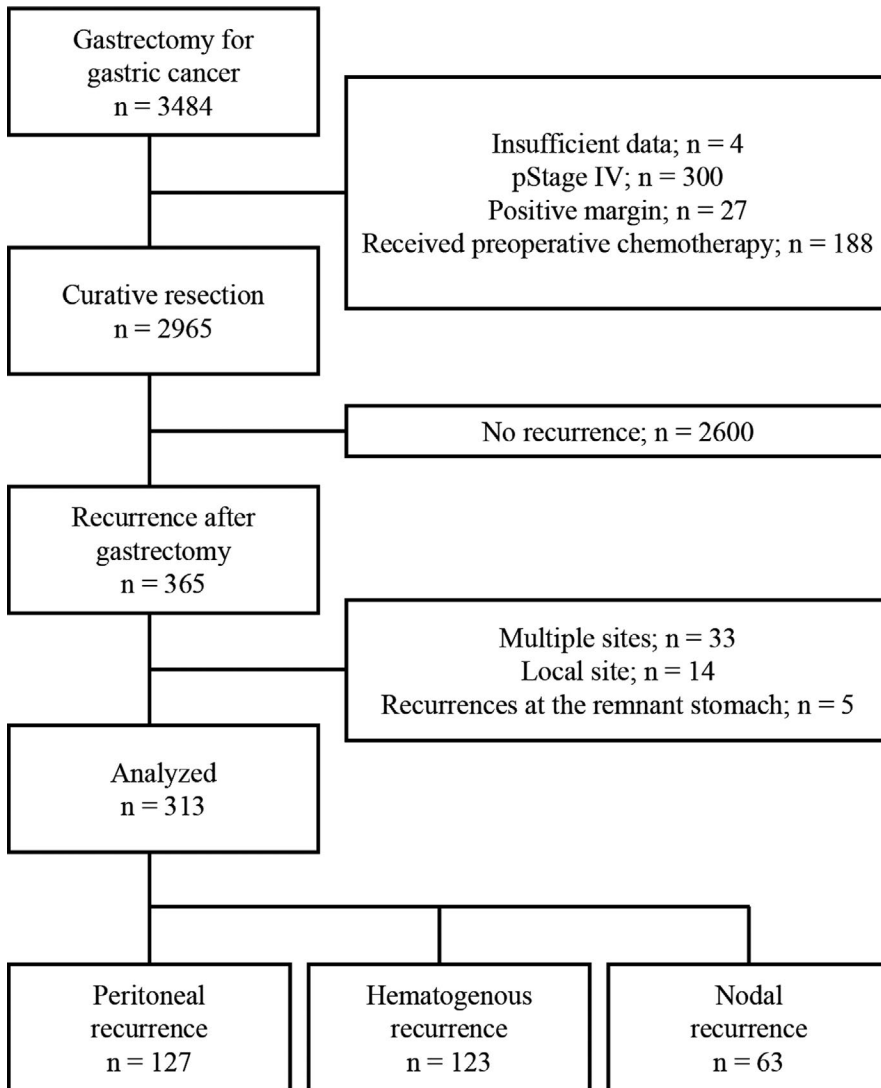 Gastrectomy for
gastric cancer
n = 3484
Insufficient data; n = 4
pStage IV; n = 300
Positive margin; n = 27
Received preoperative chemotherapy; n = 188
Curative resection
n = 2965
No recurrence; n = 2600
Recurrence after
gastrectomy
n = 365
Multiple sites; n = 33
Local site; n = 14
Recurrences at the remnant stomach; n = 5
Analyzed
n = 313
Peritoneal
recurrence
n = 127
Hematogenous
recurrence
n = 123
Nodal
recurrence
n = 63